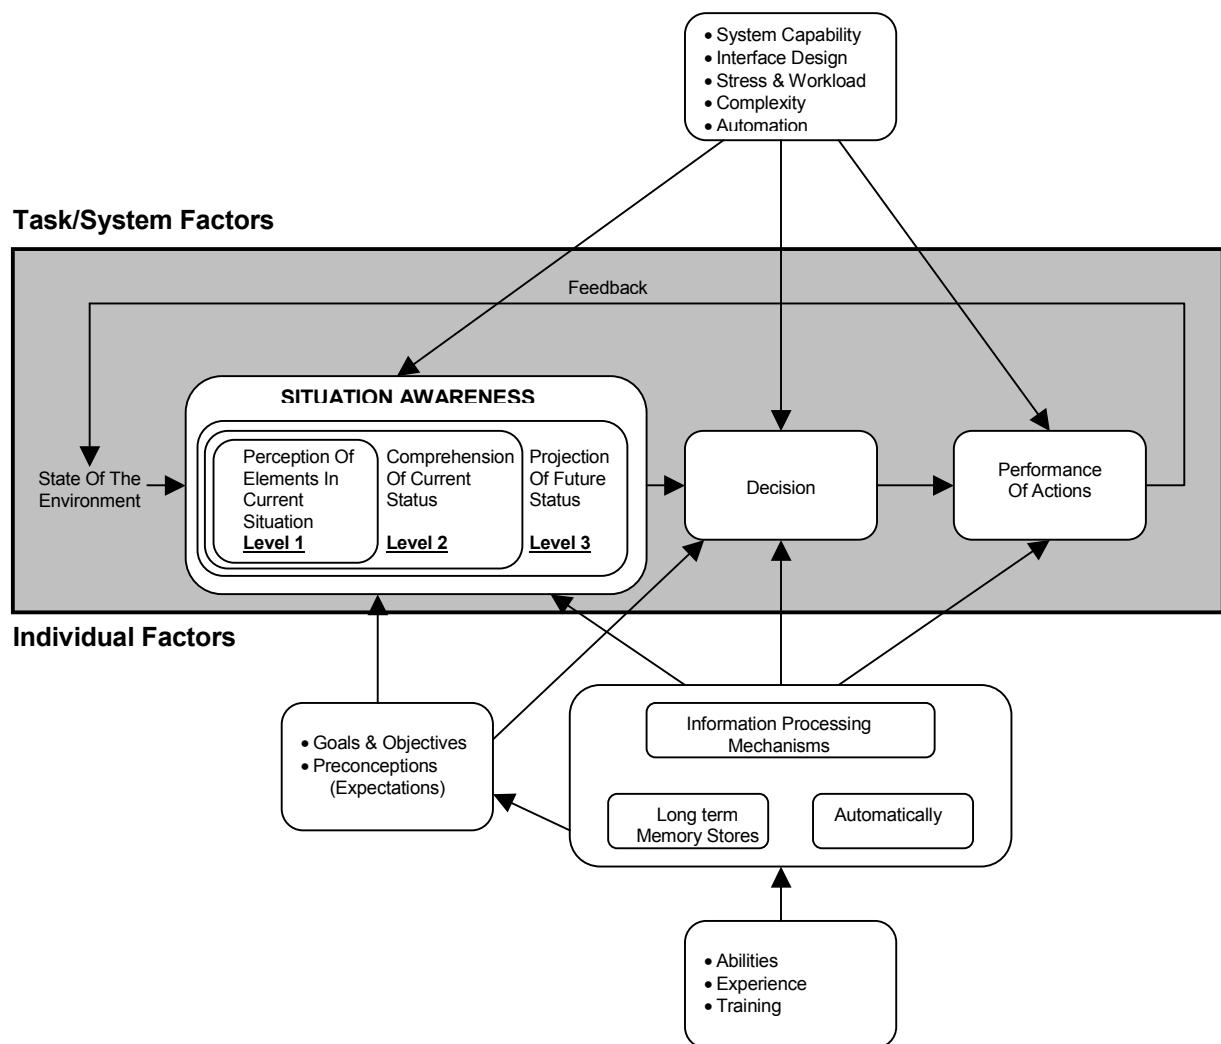 • System Capability
• Interface Design
• Stress & Workload
• Complexity
• Automation
Task/System Factors
Feedback
SITUATION AWARENESS
State Of The
Environment
Perception Of
Elements In
Current
Situation
Level 1
Comprehension
Of Current
Status
Level 2
Projection
Of Future
Status
Level 3
Decision
Performance
Of Actions
Individual Factors
• Goals & Objectives
• Preconceptions
(Expectations)
Information Processing
Mechanisms
Long term
Memory Stores
Automatically
• Abilities
• Experience
• Training